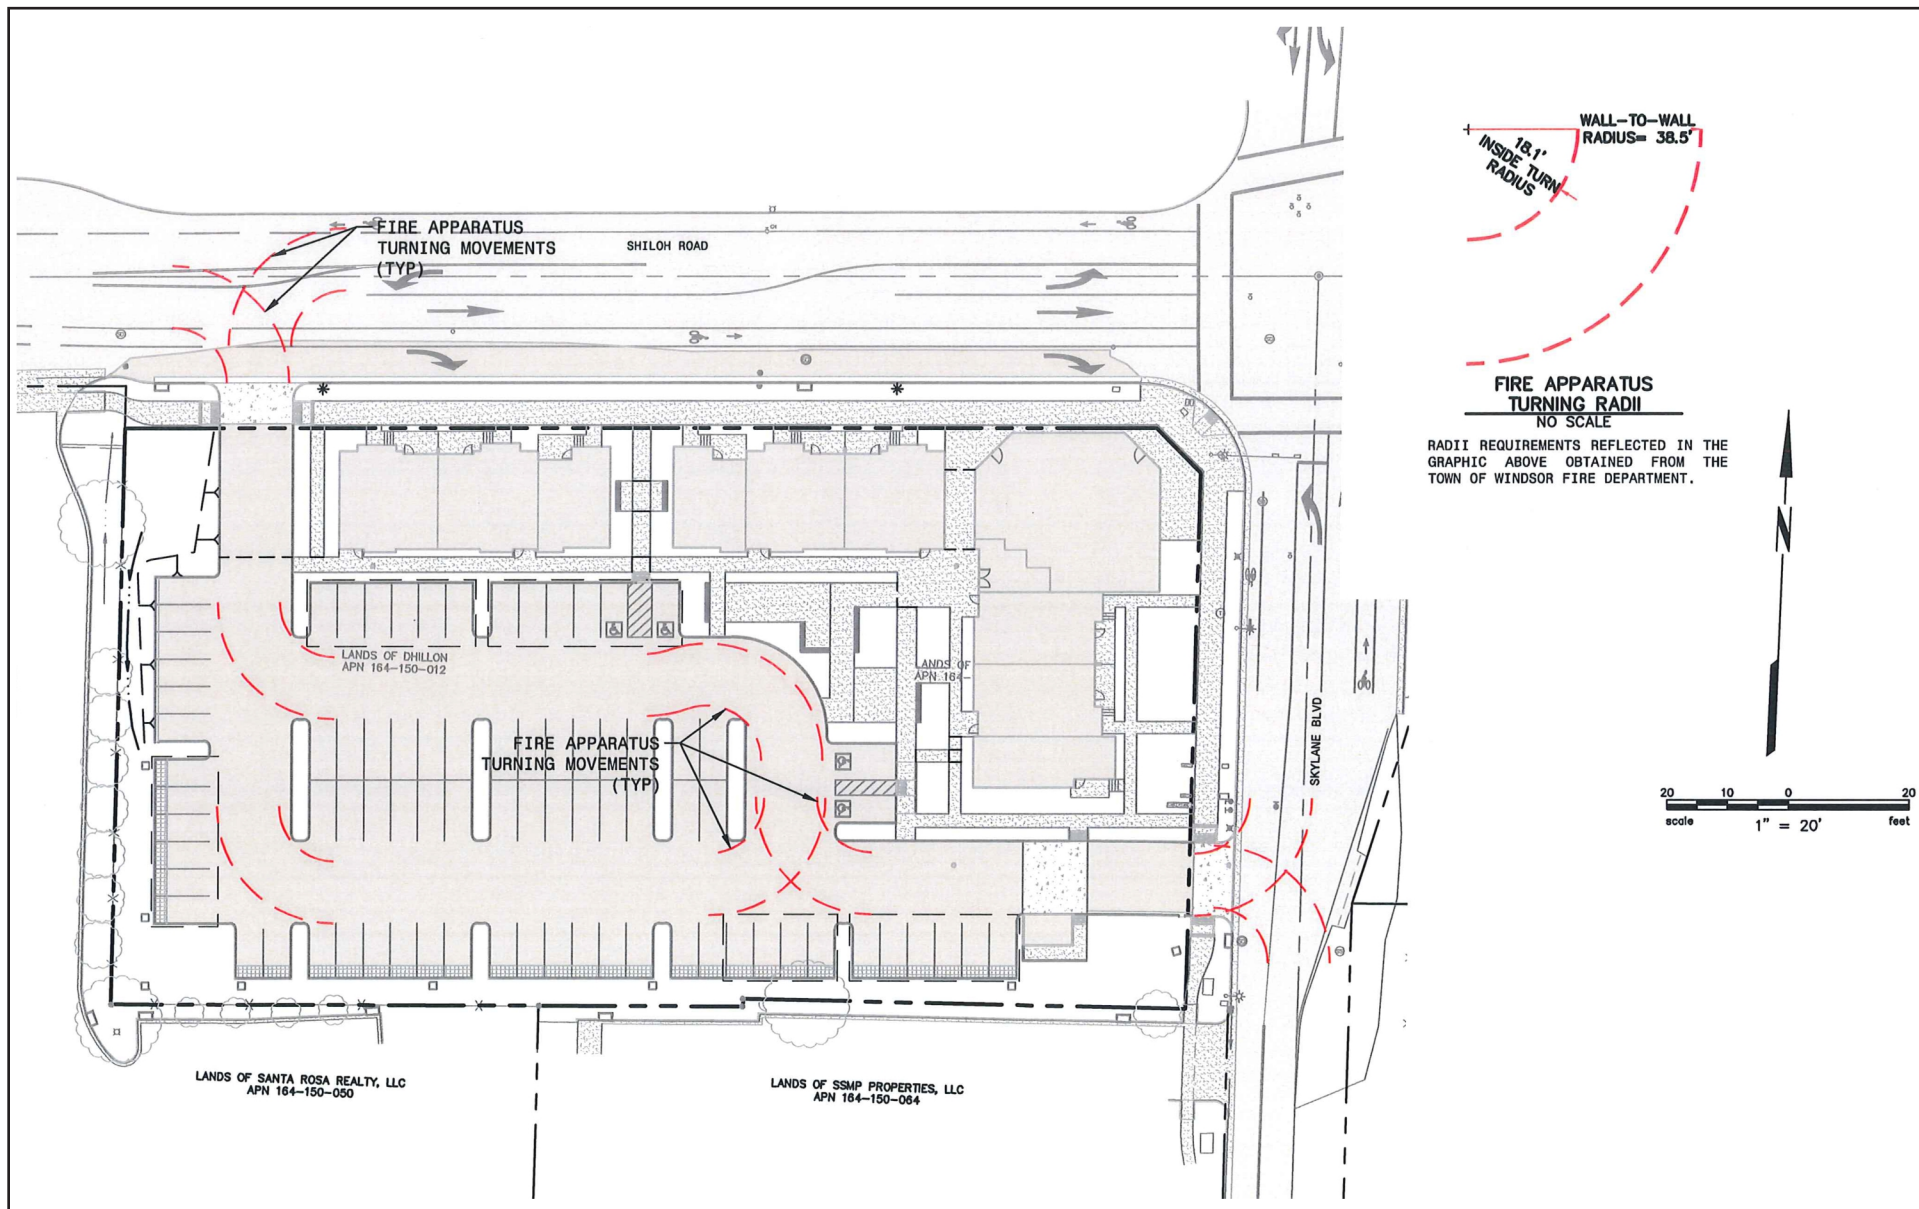 WALL-TO-WALL
RADIUS= 38.5'
18.1'
INSIDE TURN
RADIUS
FIRE APPARATUS
TURNING MOVEMENTS
(TYP)
SHILOH ROAD
FIRE APPARATUS
TURNING RADII
NO SCALE
RADII REQUIREMENTS REFLECTED IN THE
GRAPHIC ABOVE OBTAINED FROM THE
TOWN OF WINDSOR FIRE DEPARTMENT.
N
LANDS OF DHILLON
APN 164-150-012
LANDS OF
APN 164-
FIRE APPARATUS
TURNING MOVEMENTS
(TYP)
SKYLANE BLVD
20 10 0 20
scale 1" = 20' feet
LANDS OF SANTA ROSA REALTY, LLC
APN 164-150-050
LANDS OF SSMP PROPERTIES, LLC
APN 164-150-064